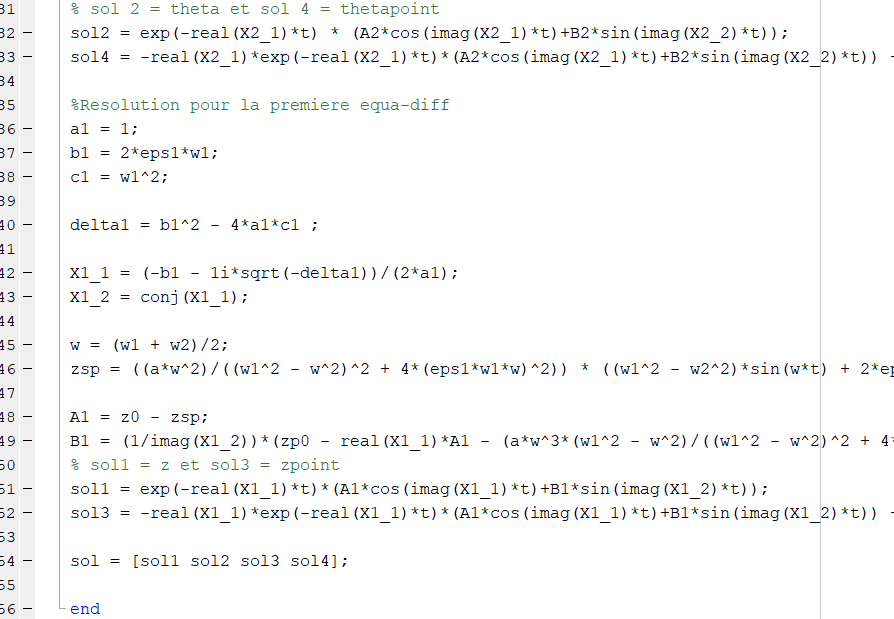 31 % sol 2 = theta et sol 4 = thetapoint
32 – sol2 = exp(-real(X2_1)*t) * (A2*cos(imag(X2_1)*t)+B2*sin(imag(X2_2)*t));
33 – sol4 = -real(X2_1)*exp(-real(X2_1)*t)*(A2*cos(imag(X2_1)*t)+B2*sin(imag(X2_2)*t)) -
34
35 %Resolution pour la premiere equa-diff
36 – a1 = 1;
37 – b1 = 2*eps1*w1;
38 – c1 = w1^2;
39
40 – delta1 = b1^2 - 4*a1*c1 ;
41
42 – X1_1 = (-b1 - 1i*sqrt(-delta1))/(2*a1);
43 – X1_2 = conj(X1_1);
44
45 – w = (w1 + w2)/2;
46 – zsp = ((a*w^2)/((w1^2 - w^2)^2 + 4*(eps1*w1*w)^2)) * ((w1^2 - w2^2)*sin(w*t) + 2*ep
47
48 – A1 = z0 - zsp;
49 – B1 = (1/imag(X1_2))*(zp0 - real(X1_1)*A1 - (a*w^3*(w1^2 - w^2)/((w1^2 - w^2)^2 + 4*
50 % sol1 = z et sol3 = zpoint
51 – sol1 = exp(-real(X1_1)*t)*(A1*cos(imag(X1_1)*t)+B1*sin(imag(X1_2)*t));
52 – sol3 = -real(X1_1)*exp(-real(X1_1)*t)*(A1*cos(imag(X1_1)*t)+B1*sin(imag(X1_2)*t)) -
53
54 – sol = [sol1 sol2 sol3 sol4];
55
56 – end